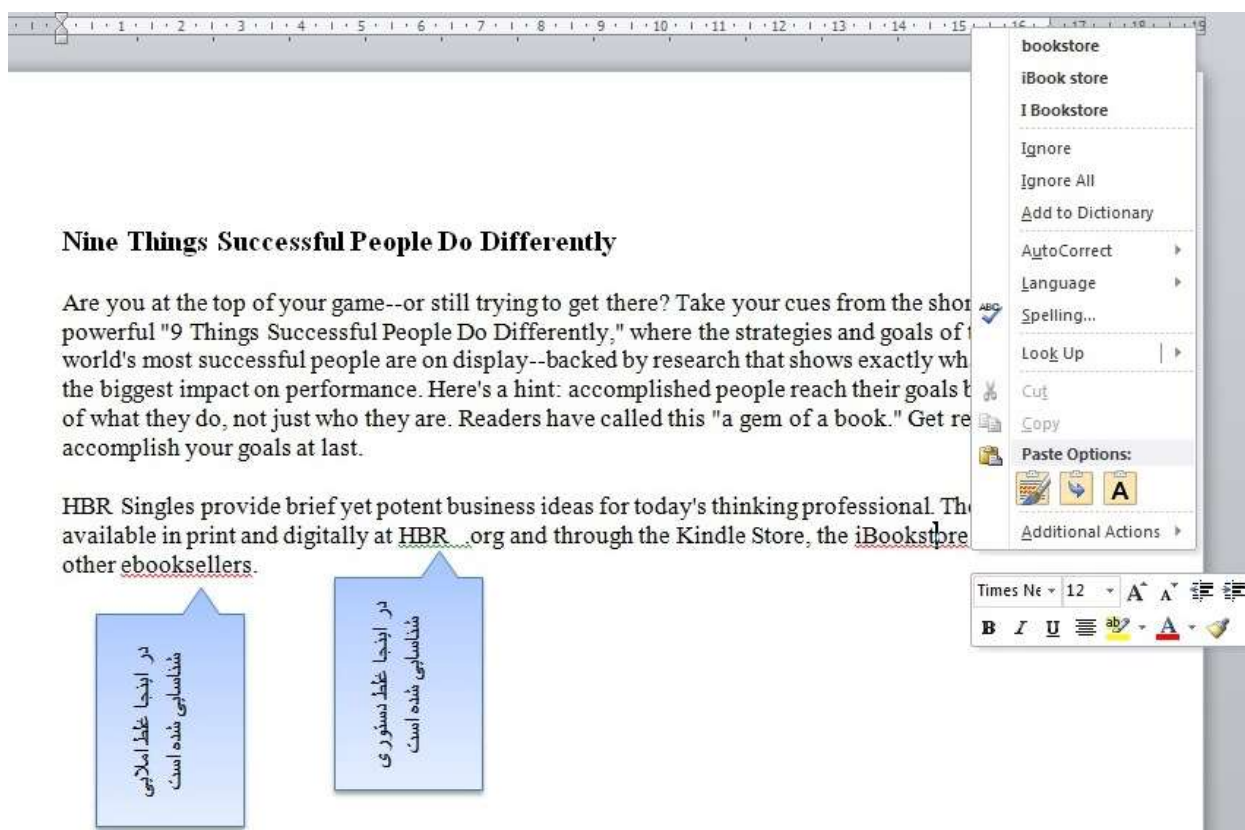 1 2 3 4 5 6 7 8 9 10 11 12 13 14 15 16 17 18 19
Nine Things Successful People Do Differently
Are you at the top of your game--or still trying to get there? Take your cues from the shor
powerful "9 Things Successful People Do Differently," where the strategies and goals of t
world's most successful people are on display--backed by research that shows exactly wh
the biggest impact on performance. Here's a hint: accomplished people reach their goals b
of what they do, not just who they are. Readers have called this "a gem of a book." Get re
accomplish your goals at last.
HBR Singles provide brief yet potent business ideas for today's thinking professional. The
available in print and digitally at HBR .org and through the Kindle Store, the iBookstore
other ebooksellers.
در اینجا غلط املایی
شناسایی شده است
در اینجا غلط دستوری
شناسایی شده است
bookstore
iBook store
I Bookstore
Ignore
Ignore All
Add to Dictionary
AutoCorrect
Language
ABC
Spelling...
Look Up
Cut
Copy
Paste Options:
A
Additional Actions
Times Ne 12 A A
B I U ab A